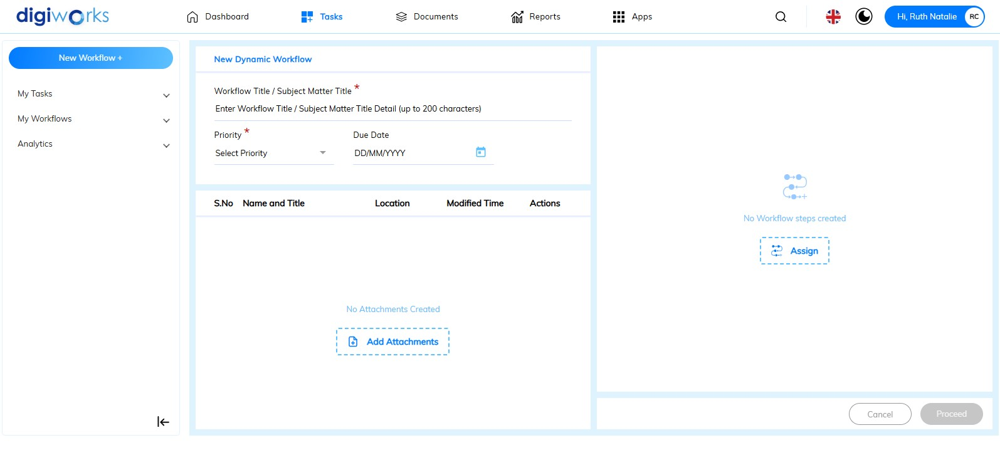 digiworks
Dashboard
Tasks
Documents
Reports
Apps
Hi, Ruth Natalie
RC
New Workflow +
My Tasks
My Workflows
Analytics
New Dynamic Workflow
Workflow Title / Subject Matter Title *
Enter Workflow Title / Subject Matter Title Detail (up to 200 characters)
Priority * Due Date
Select Priority DD/MM/YYYY
S.No Name and Title Location Modified Time Actions
No Attachments Created
Add Attachments
No Workflow steps created
Assign
Cancel
Proceed